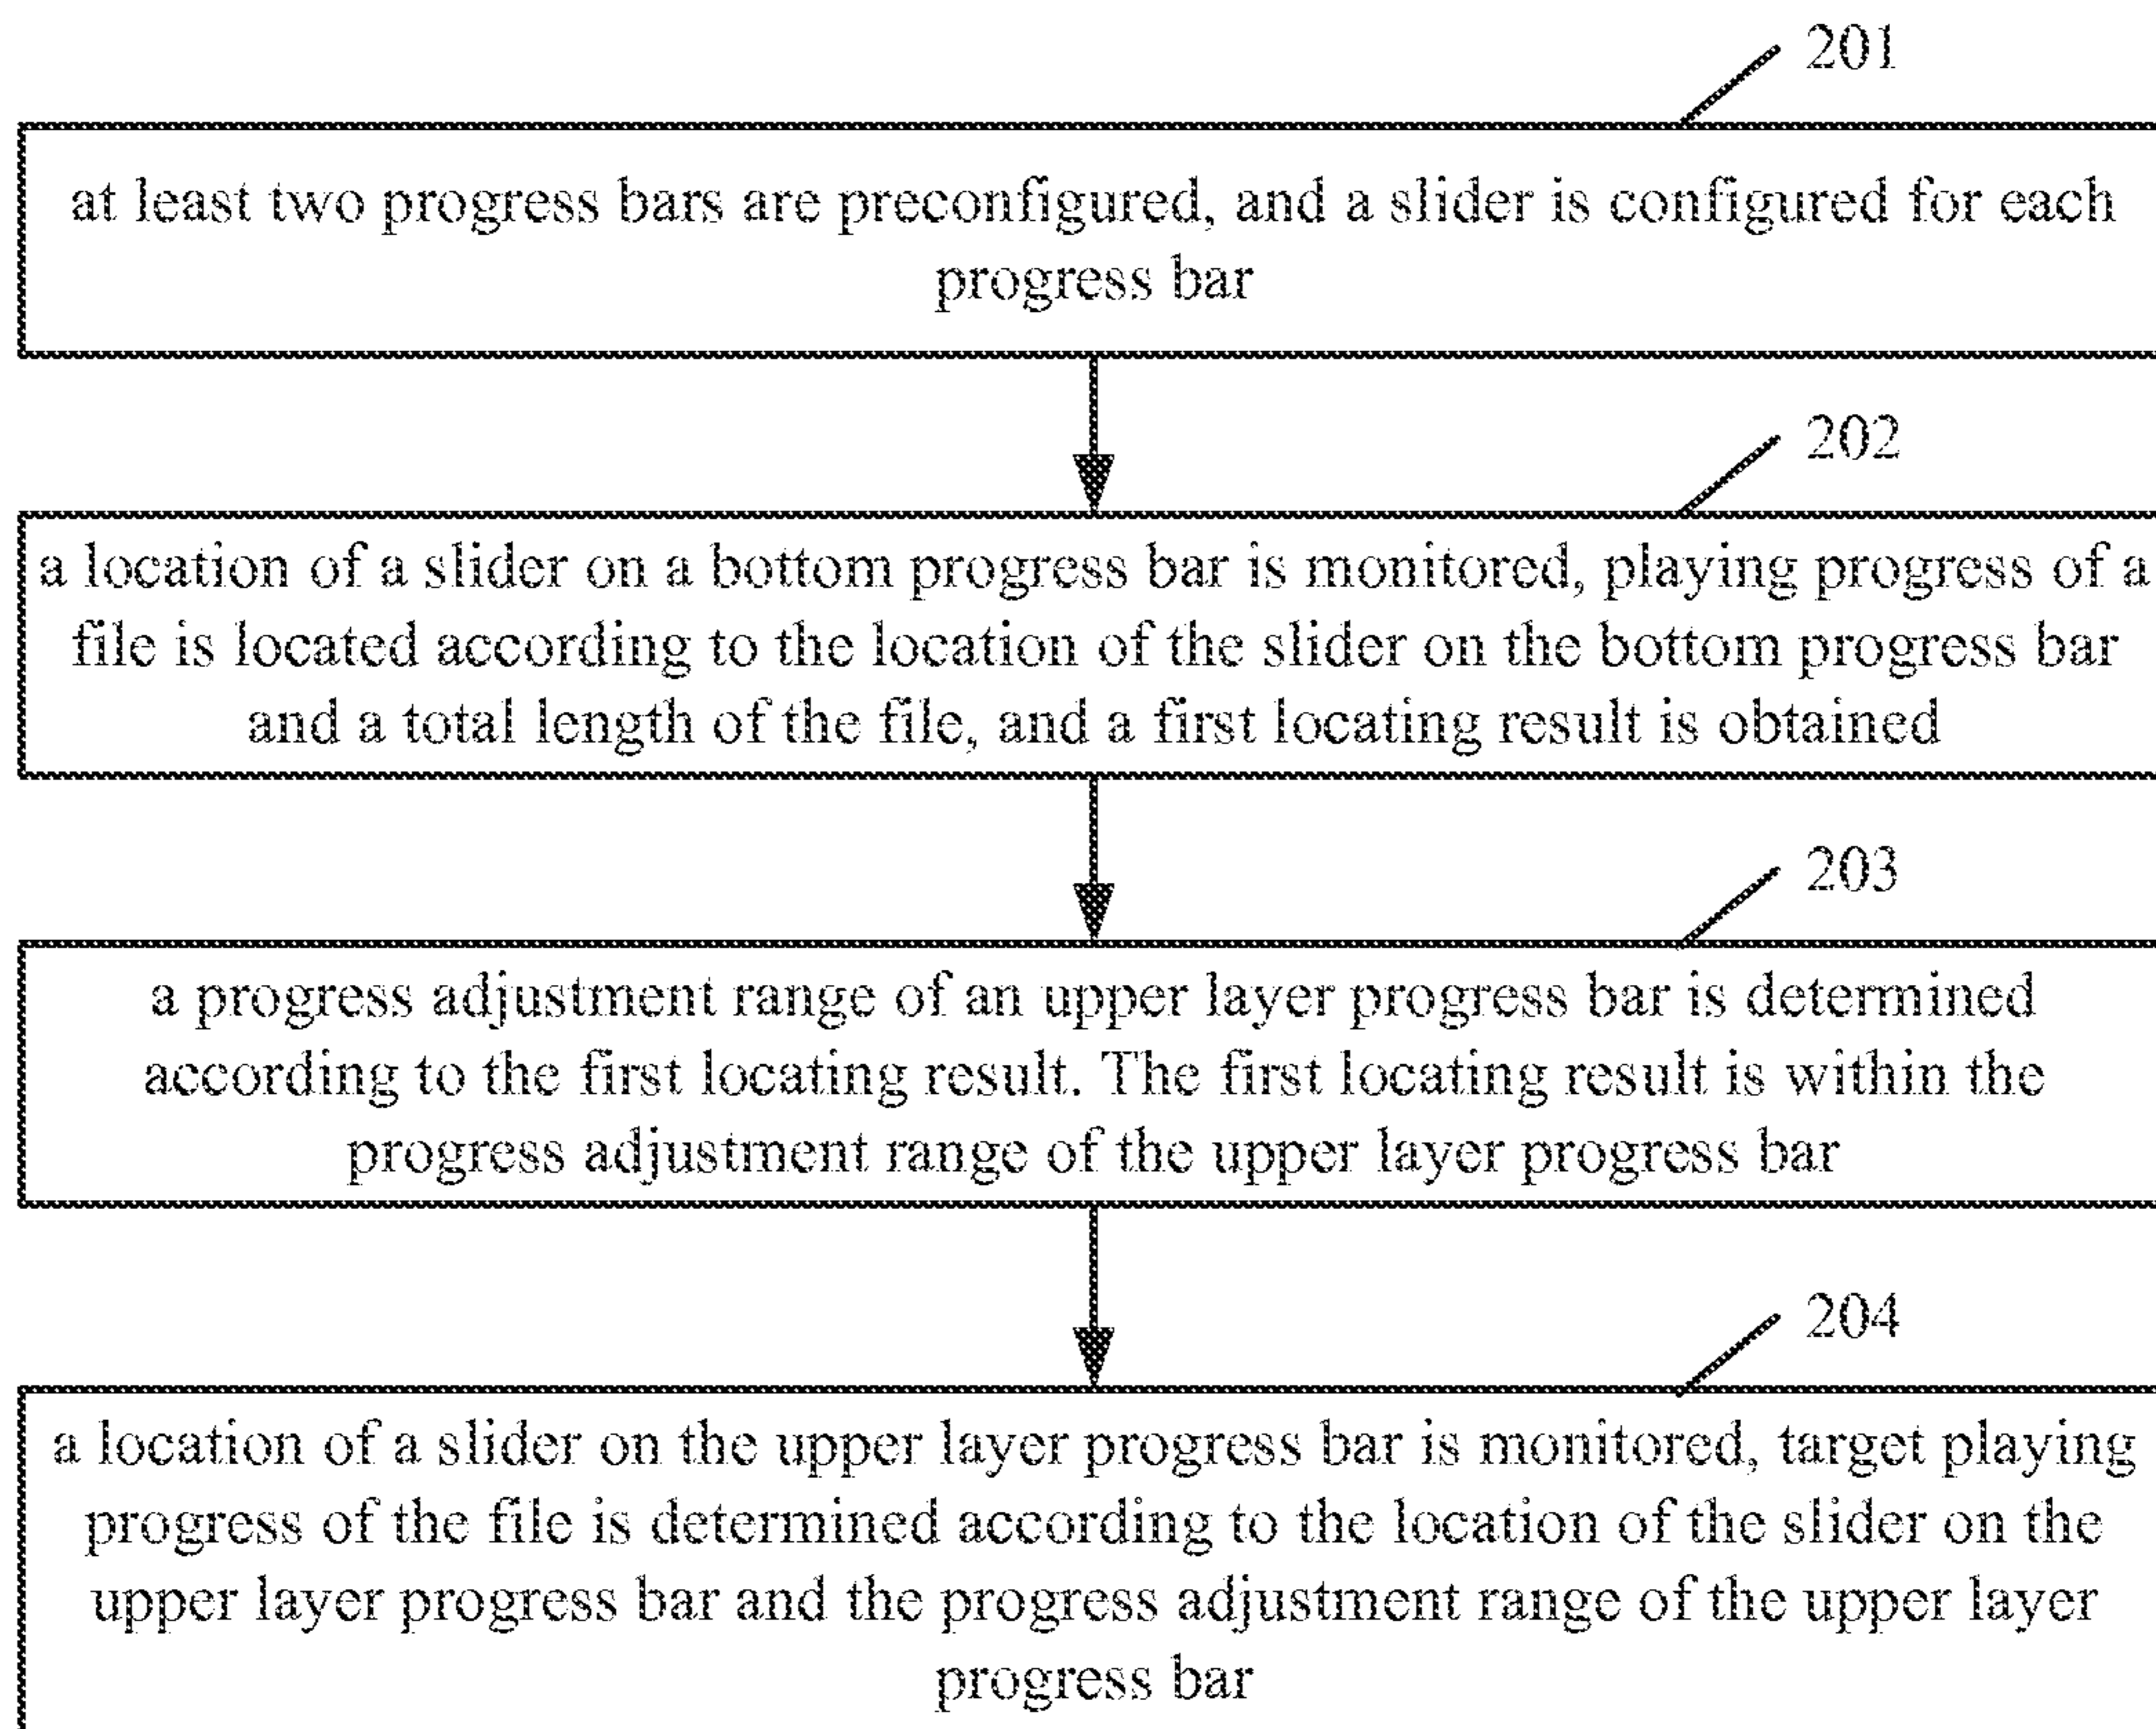 201
at least two progress bars are preconfigured, and a slider is configured for each
progress bar
202
a location of a slider on a bottom progress bar is monitored, playing progress of a
file is located according to the location of the slider on the bottom progress bar
and a total length of the file, and a first locating result is obtained
203
a progress adjustment range of an upper layer progress bar is determined
according to the first locating result. The first locating result is within the
progress adjustment range of the upper layer progress bar
204
a location of a slider on the upper layer progress bar is monitored, target playing
progress of the file is determined according to the location of the slider on the
upper layer progress bar and the progress adjustment range of the upper layer
progress bar